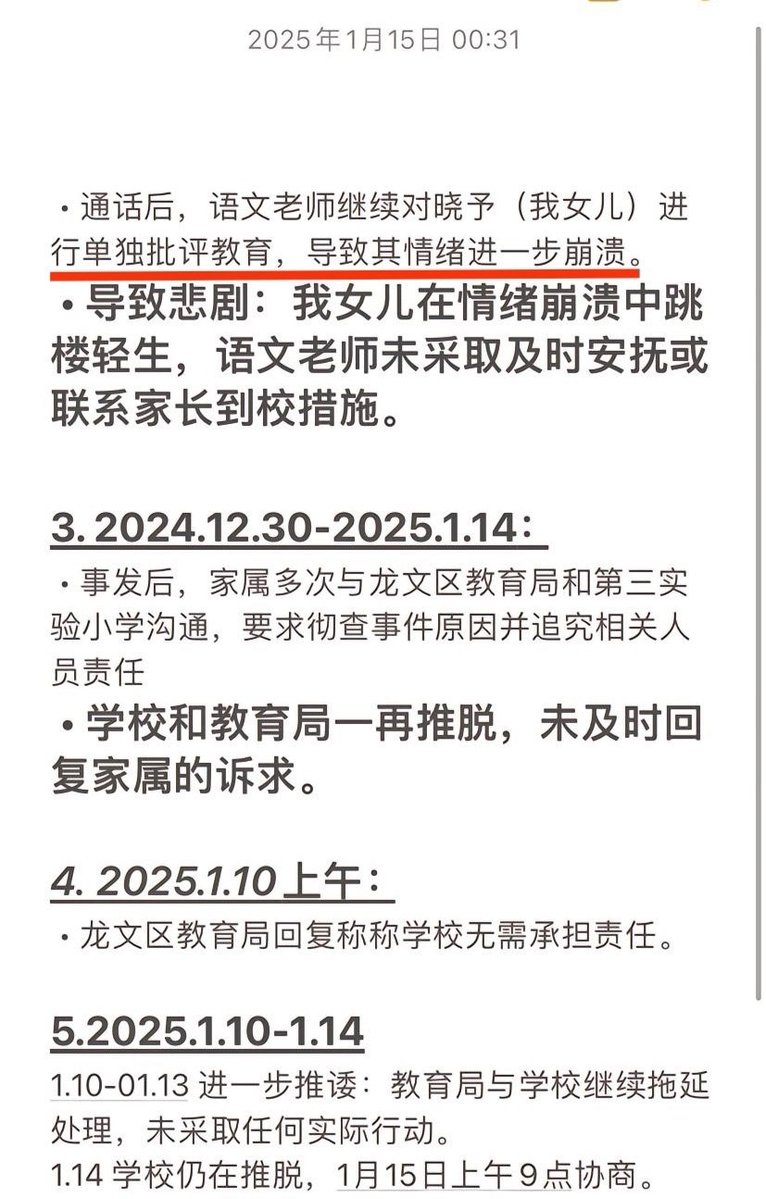 2025年1月15日 00:31
・通话后，语文老师继续对晓予（我女儿）进
行单独批评教育，导致其情绪进一步崩溃。
・导致悲剧：我女儿在情绪崩溃中跳
楼轻生，语文老师未采取及时安抚或
联系家长到校措施。
3. 2024.12.30-2025.1.14：
・事发后，家属多次与龙文区教育局和第三实
验小学沟通，要求彻查事件原因并追究相关人
员责任
・学校和教育局一再推脱，未及时回
复家属的诉求。
4. 2025.1.10上午：
・龙文区教育局回复称称学校无需承担责任。
5.2025.1.10-1.14
1.10-01.13 进一步推诿：教育局与学校继续拖延
处理，未采取任何实际行动。
1.14 学校仍在推脱，1月15日上午9点协商。